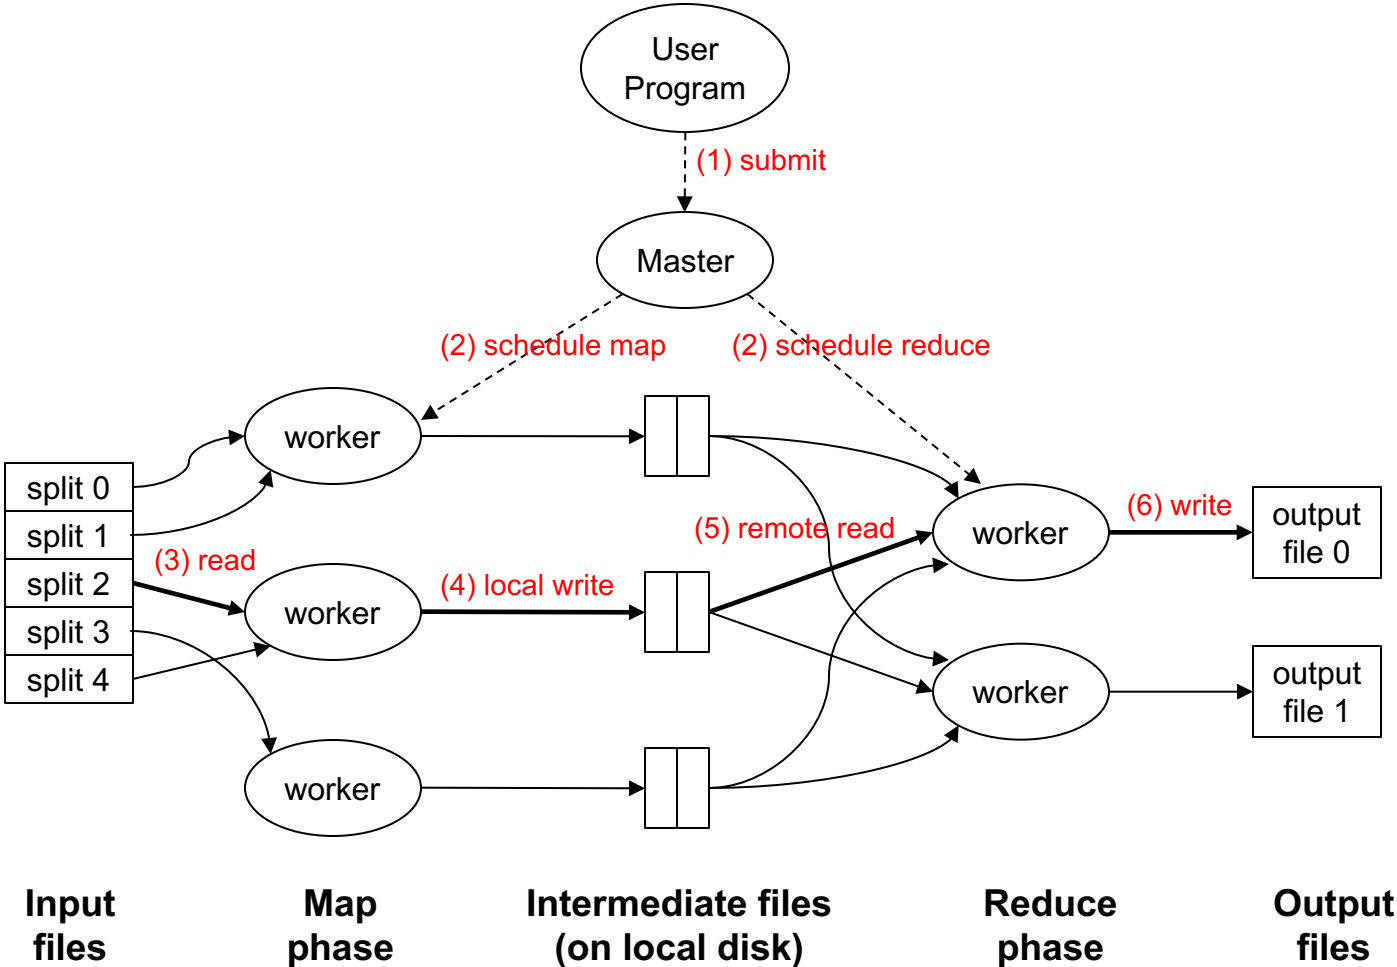 User
Program
(1) submit
Master
(2) schedule map
(2) schedule reduce
worker
split 0
split 1
split 2
split 3
split 4
(3) read
worker
(4) local write
worker
(5) remote read
worker
(6) write
output
file 0
worker
output
file 1
Input
files
Map
phase
Intermediate files
(on local disk)
Reduce
phase
Output
files